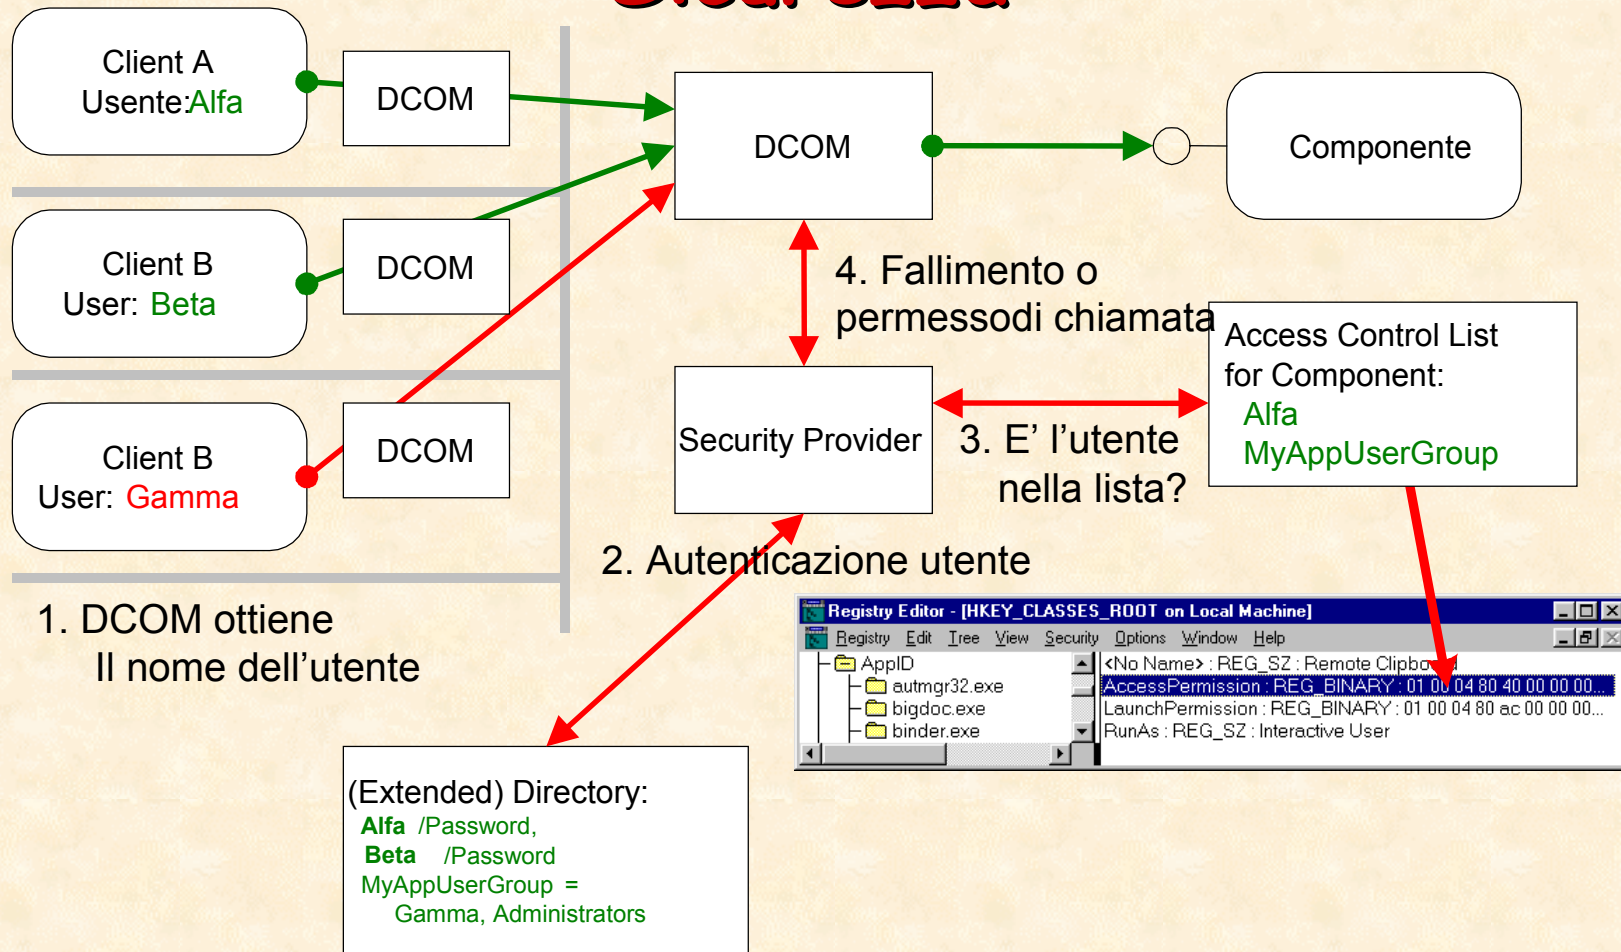 Client A
Usente:Alfa
DCOM
DCOM
Componente
Client B
User: Beta
DCOM
4. Fallimento o
permessodi chiamata
Access Control List
for Component:
Alfa
MyAppUserGroup
Client B
User: Gamma
DCOM
Security Provider
3. E' l'utente
nella lista?
2. Autenticazione utente
1. DCOM ottiene
Il nome dell'utente
Registry Editor - [HKEY_CLASSES_ROOT on Local Machine]
Registry Edit Tree View Security Options Window Help
AppID
autmgr32.exe
bigdoc.exe
binder.exe
<No Name> : REG_SZ : Remote Clipboard
AccessPermission : REG_BINARY : 01 00 04 80 40 00 00 00...
LaunchPermission : REG_BINARY : 01 00 04 80 ac 00 00 00...
RunAs : REG_SZ : Interactive User
(Extended) Directory:
Alfa /Password,
Beta /Password
MyAppUserGroup =
Gamma, Administrators